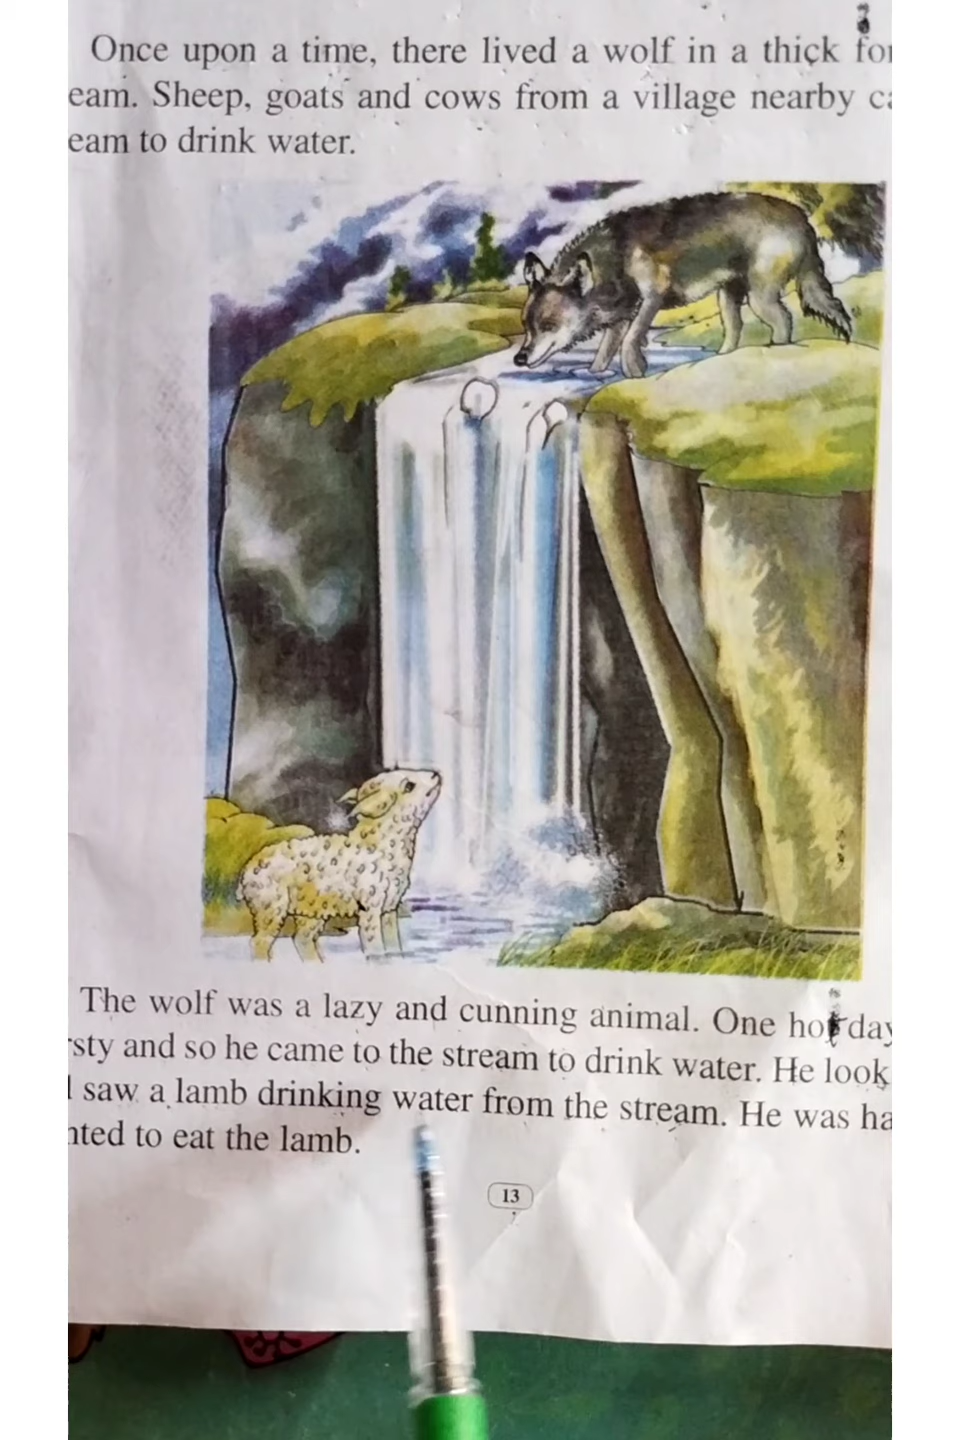 Once upon a time, there lived a wolf in a thick for
eam. Sheep, goats and cows from a village nearby ca
eam to drink water.
The wolf was a lazy and cunning animal. One hot day
rsty and so he came to the stream to drink water. He look
saw a lamb drinking water from the stream. He was ha
nted to eat the lamb.
13